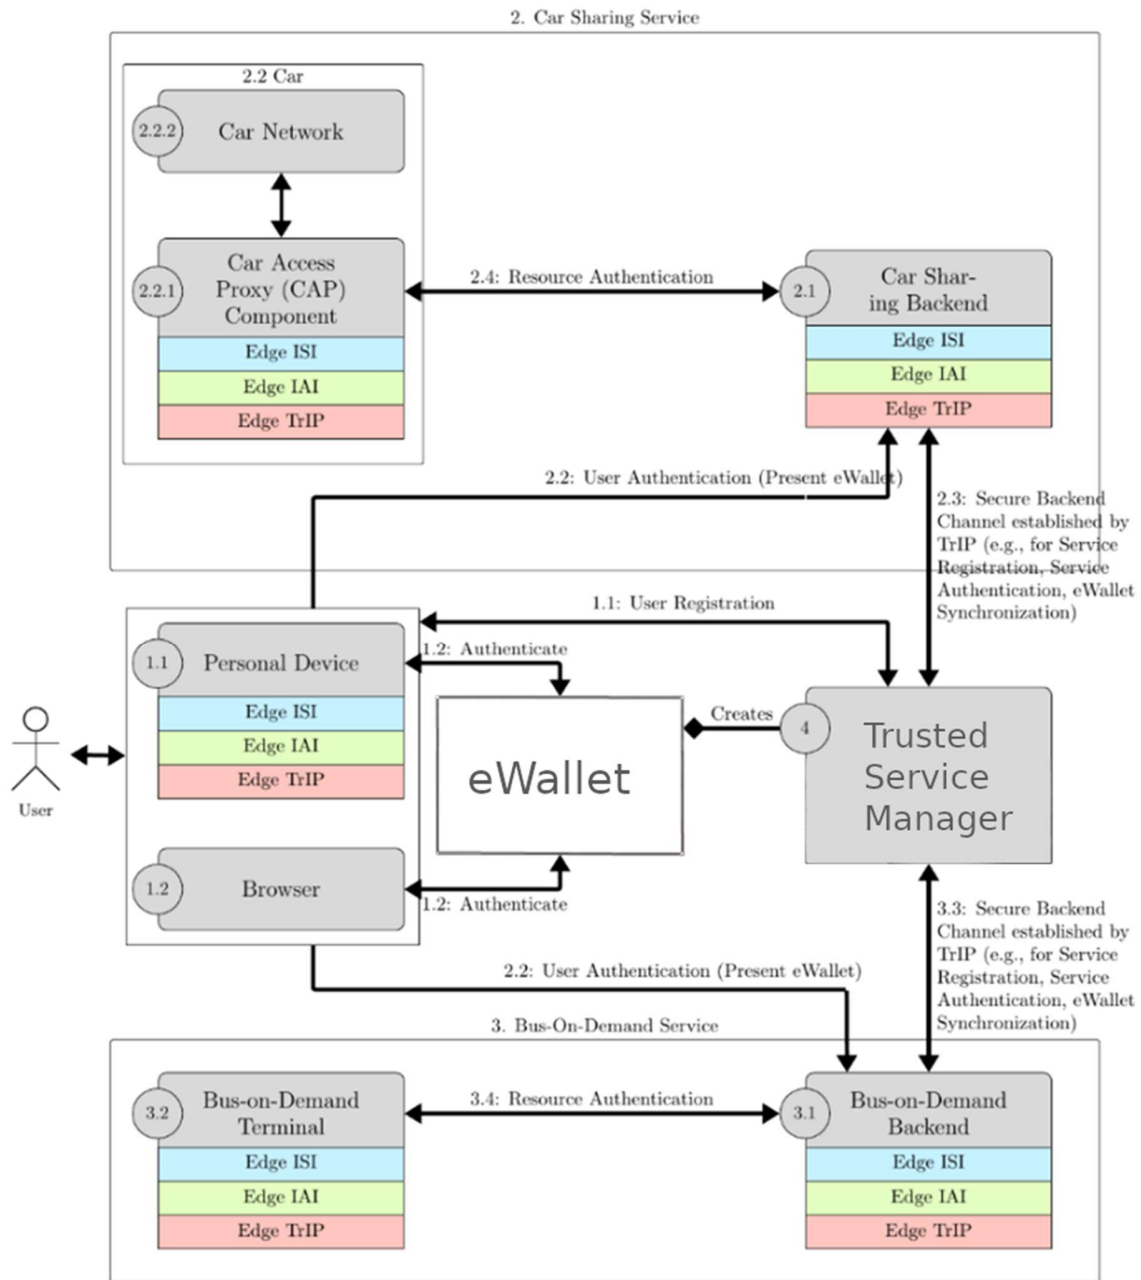 2. Car Sharing Service
2.2 Car
2.2.2
Car Network
2.2.1
Car Access
Proxy (CAP)
Component
Edge ISI
Edge IAI
Edge TrIP
2.4: Resource Authentication
2.1
Car Shar-
ing Backend
Edge ISI
Edge IAI
Edge TrIP
2.2: User Authentication (Present eWallet)
2.3: Secure Backend
Channel established by
TrIP (e.g., for Service
Registration, Service
Authentication, eWallet
Synchronization)
1.1: User Registration
1.1
Personal Device
Edge ISI
Edge IAI
Edge TrIP
1.2: Authenticate
User
eWallet
Creates
4
Trusted
Service
Manager
1.2
Browser
1.2: Authenticate
3.3: Secure Backend
Channel established by
TrIP (e.g., for Service
Registration, Service
Authentication, eWallet
Synchronization)
2.2: User Authentication (Present eWallet)
3. Bus-On-Demand Service
3.2
Bus-on-Demand
Terminal
Edge ISI
Edge IAI
Edge TrIP
3.4: Resource Authentication
3.1
Bus-on-Demand
Backend
Edge ISI
Edge IAI
Edge TrIP